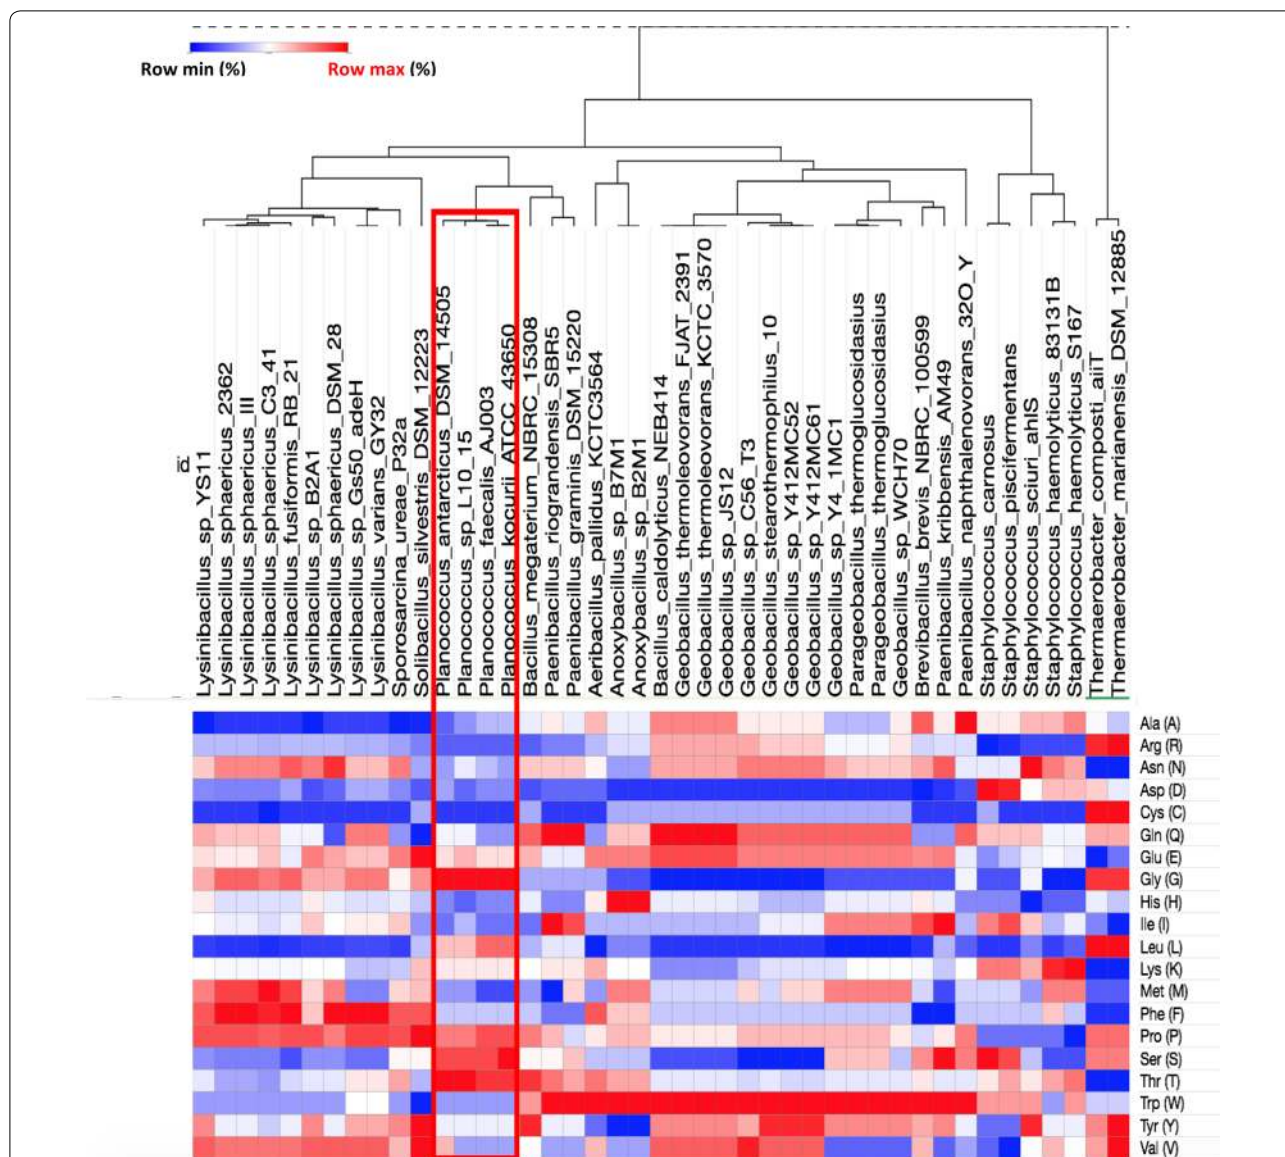 Row min (%) Row max (%)
Lysinibacillus_sp_YS11
Lysinibacillus_sphaericus_2362
Lysinibacillus_sphaericus_III
Lysinibacillus_sphaericus_C3_41
Lysinibacillus_fusiformis_RB_21
Lysinibacillus_sp_B2A1
Lysinibacillus_sphaericus_DSM_28
Lysinibacillus_sp_Gs50_adeH
Lysinibacillus_varians_GY32
Sporosarcina_ureae_P32a
Solibacillus_silvestris_DSM_12223
Planococcus_antarcticus_DSM_14505
Planococcus_sp_L10_15
Planococcus_faecalis_AJ003
Planococcus_kocurii_ATCC_43650
Bacillus_megaterium_NBRC_15308
Paenibacillus_riograndensis_SBR5
Paenibacillus_graminis_DSM_15220
Aeribacillus_pallidus_KCTC3564
Anoxybacillus_sp_B7M1
Anoxybacillus_sp_B2M1
Bacillus_caldolyticus_NEB414
Geobacillus_thermoleovorans_FJAT_2391
Geobacillus_thermoleovorans_KCTC_3570
Geobacillus_sp_JS12
Geobacillus_sp_C56_T3
Geobacillus_stearothermophilus_10
Geobacillus_sp_Y412MC52
Geobacillus_sp_Y412MC61
Geobacillus_sp_Y4_1MC1
Parageobacillus_thermoglucosidasius
Parageobacillus_thermoglucosidasius
Geobacillus_sp_WCH70
Brevibacillus_brevis_NBRC_100599
Paenibacillus_kribbensis_AM49
Paenibacillus_naphthalenovorans_32O_Y
Staphylococcus_carnosus
Staphylococcus_piscifermentans
Staphylococcus_sciuri_ahlS
Staphylococcus_haemolyticus_83131B
Staphylococcus_haemolyticus_S167
Thermaerobacter_composti_aiiT
Thermaerobacter_marianensis_DSM_12885
Ala (A)
Arg (R)
Asn (N)
Asp (D)
Cys (C)
Gln (Q)
Glu (E)
Gly (G)
His (H)
Ile (I)
Leu (L)
Lys (K)
Met (M)
Phe (F)
Pro (P)
Ser (S)
Thr (T)
Trp (W)
Tyr (Y)
Val (V)